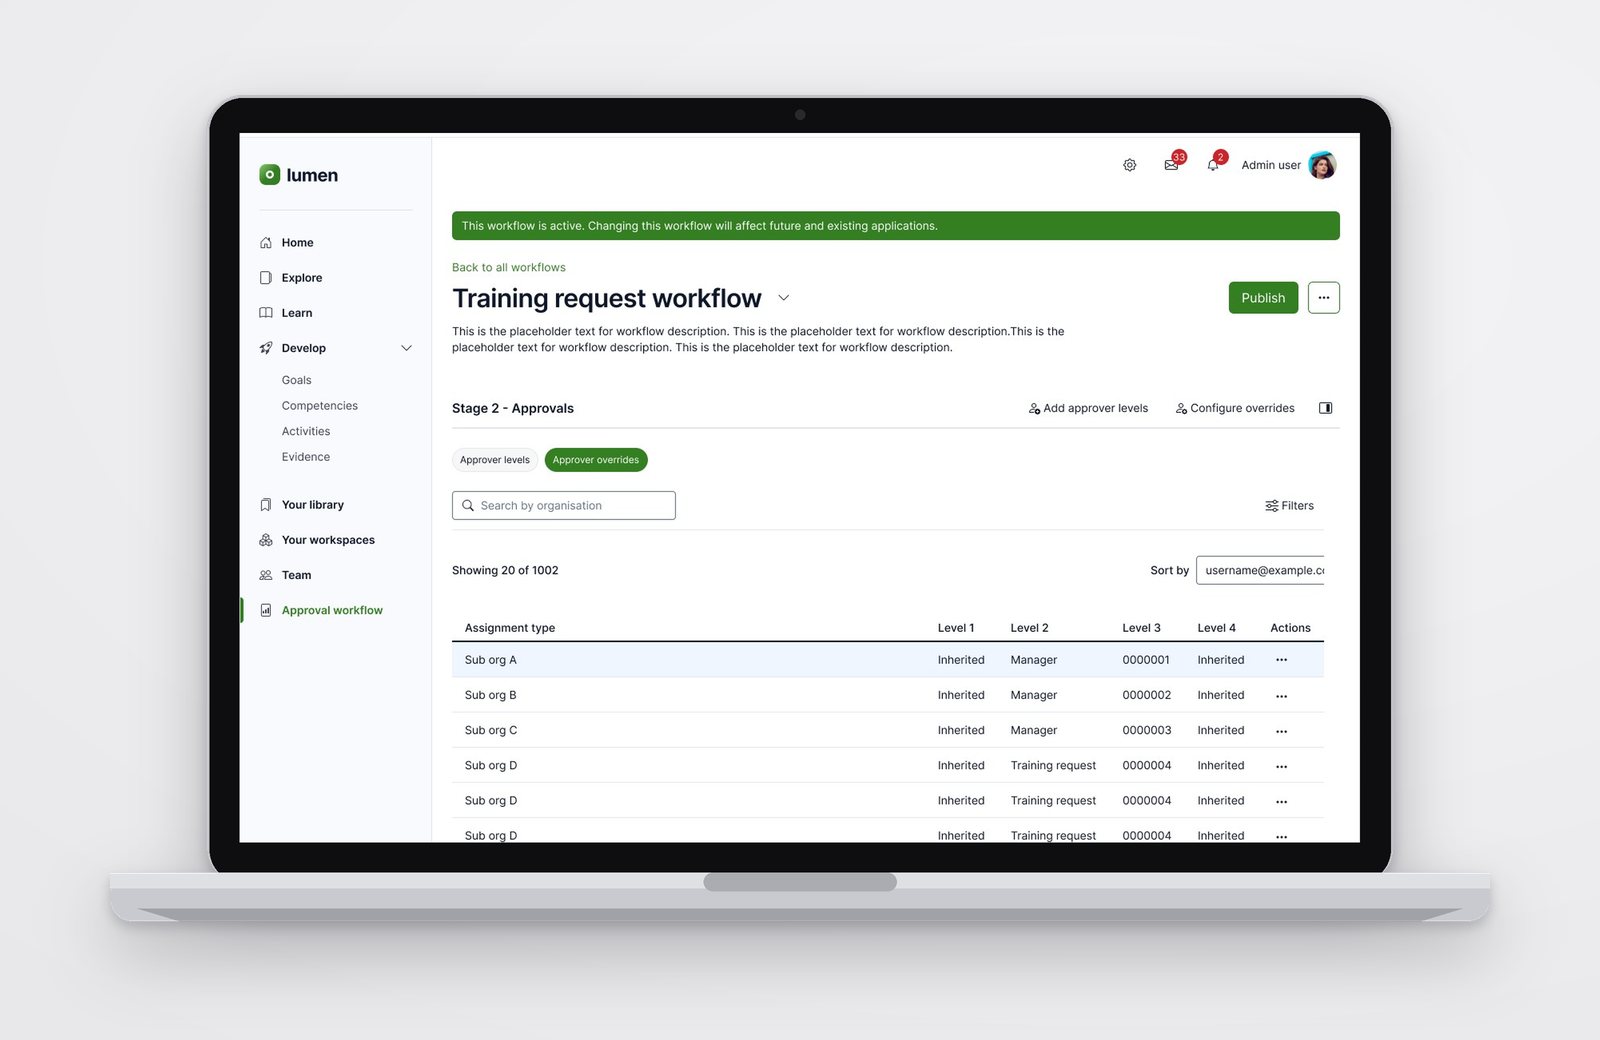 lumen
Home
Explore
Learn
Develop
Goals
Competencies
Activities
Evidence
Your library
Your workspaces
Team
Approval workflow
33
2
Admin user
This workflow is active. Changing this workflow will affect future and existing applications.
Back to all workflows
Training request workflow
Publish
This is the placeholder text for workflow description. This is the placeholder text for workflow description.This is the
placeholder text for workflow description. This is the placeholder text for workflow description.
Stage 2 - Approvals
Add approver levels
Configure overrides
Approver levels
Approver overrides
Search by organisation
Filters
Showing 20 of 1002
Sort by
username@example.co
Assignment type Level 1 Level 2 Level 3 Level 4 Actions
Sub org A Inherited Manager 0000001 Inherited
Sub org B Inherited Manager 0000002 Inherited
Sub org C Inherited Manager 0000003 Inherited
Sub org D Inherited Training request 0000004 Inherited
Sub org D Inherited Training request 0000004 Inherited
Sub org D Inherited Training request 0000004 Inherited